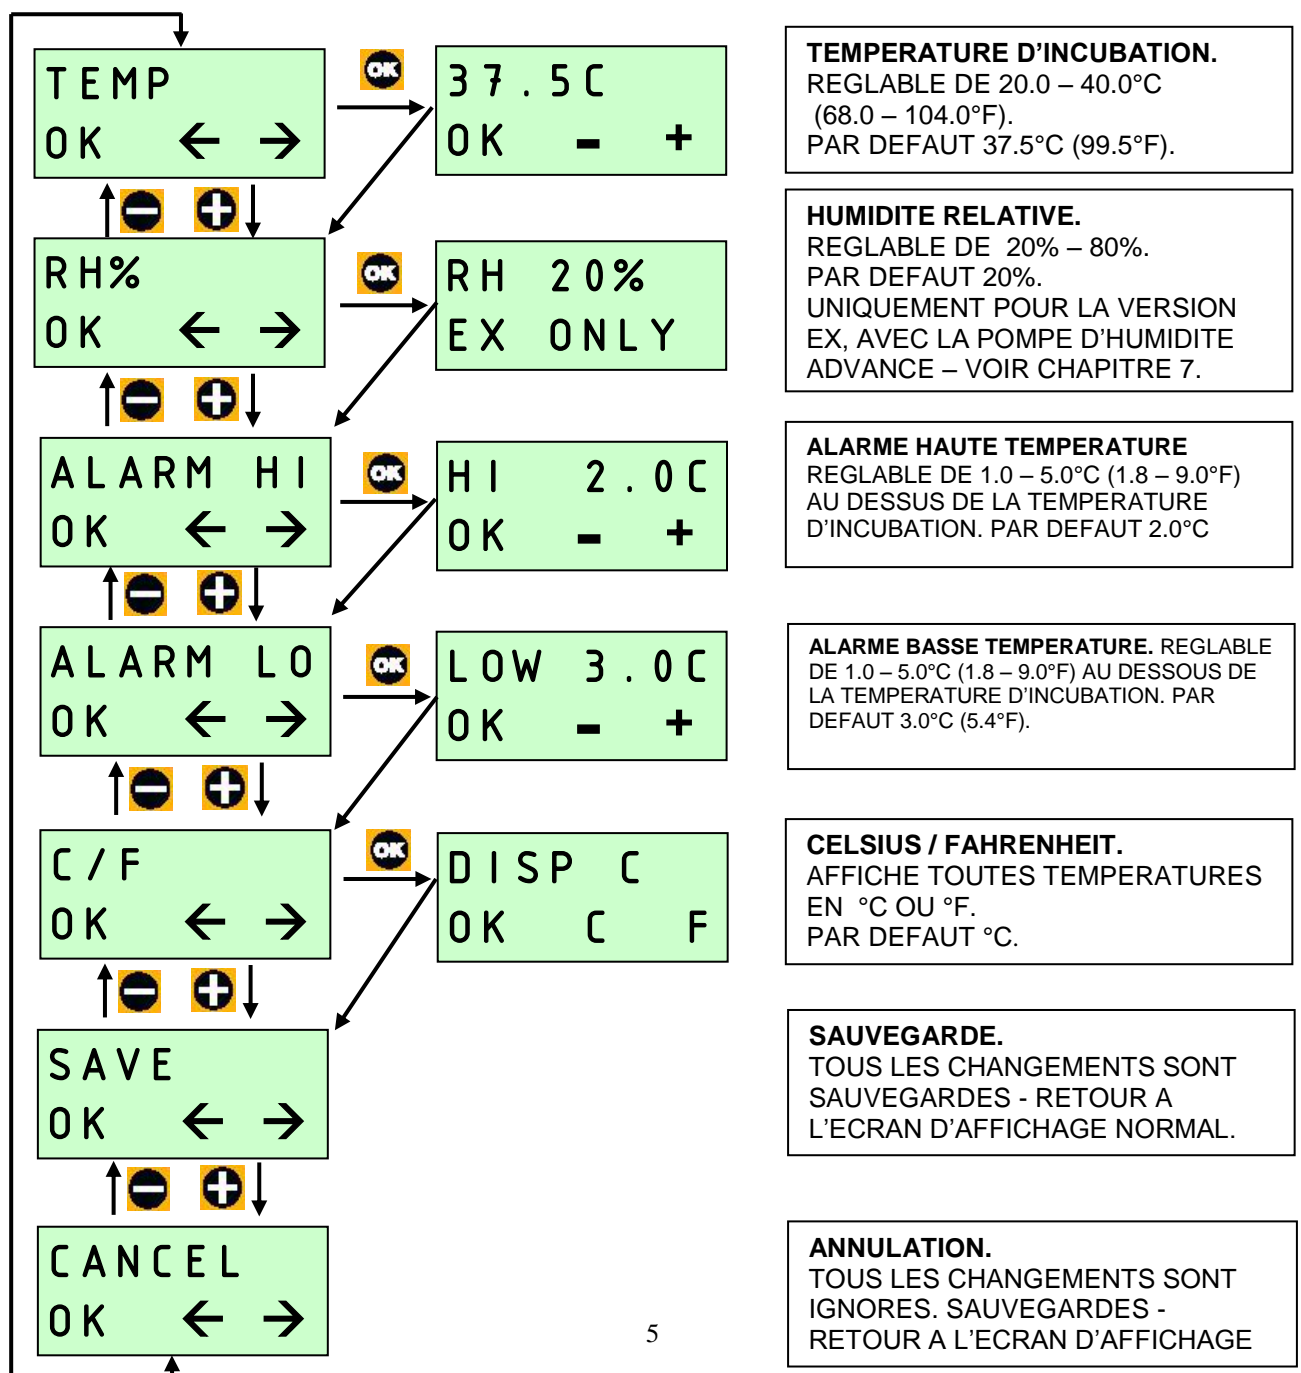 TEMP
OK ← →
OK
37.5C
OK - +
TEMPERATURE D'INCUBATION.
REGLABLE DE 20.0 – 40.0°C
(68.0 – 104.0°F).
PAR DEFAUT 37.5°C (99.5°F).
RH%
OK ← →
OK
RH 20%
EX ONLY
HUMIDITE RELATIVE.
REGLABLE DE 20% – 80%.
PAR DEFAUT 20%.
UNIQUEMENT POUR LA VERSION
EX, AVEC LA POMPE D'HUMIDITE
ADVANCE – VOIR CHAPITRE 7.
ALARM HI
OK ← →
OK
HI 2.0C
OK - +
ALARME HAUTE TEMPERATURE
REGLABLE DE 1.0 – 5.0°C (1.8 – 9.0°F)
AU DESSUS DE LA TEMPERATURE
D'INCUBATION. PAR DEFAUT 2.0°C
ALARM LO
OK ← →
OK
LOW 3.0C
OK - +
ALARME BASSE TEMPERATURE. REGLABLE
DE 1.0 – 5.0°C (1.8 – 9.0°F) AU DESSOUS DE
LA TEMPERATURE D'INCUBATION. PAR
DEFAUT 3.0°C (5.4°F).
C/F
OK ← →
OK
DISP C
OK C F
CELSIUS / FAHRENHEIT.
AFFICHE TOUTES TEMPERATURES
EN °C OU °F.
PAR DEFAUT °C.
SAVE
OK ← →
SAUVEGARDE.
TOUS LES CHANGEMENTS SONT
SAUVEGARDES - RETOUR A
L'ECRAN D'AFFICHAGE NORMAL.
CANCEL
OK ← →
ANNULATION.
TOUS LES CHANGEMENTS SONT
IGNORES. SAUVEGARDES -
RETOUR A L'ECRAN D'AFFICHAGE
5